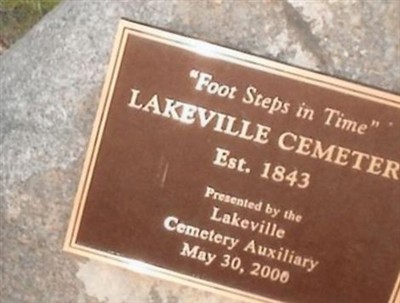 "Foot Steps in Time"
LAKEVILLE CEMETER
Est. 1843
Presented by the
Lakeville
Cemetery Auxiliary
May 30, 2000